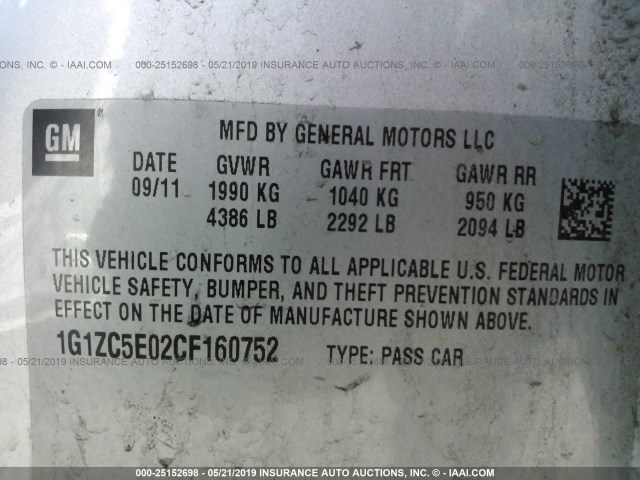 000-25152698 - 05/21/2019 INSURANCE AUTO AUCTIONS, INC. - IAAI.COM
GM
MFD BY GENERAL MOTORS LLC
DATE GVWR GAWR FRT GAWR RR
09/11 1990 KG 1040 KG 950 KG
4386 LB 2292 LB 2094 LB
THIS VEHICLE CONFORMS TO ALL APPLICABLE U.S. FEDERAL MOTOR
VEHICLE SAFETY, BUMPER, AND THEFT PREVENTION STANDARDS IN
EFFECT ON THE DATE OF MANUFACTURE SHOWN ABOVE.
1G1ZC5E02CF160752 TYPE: PASS CAR
000-25152698 - 05/21/2019 INSURANCE AUTO AUCTIONS, INC. - IAAI.COM